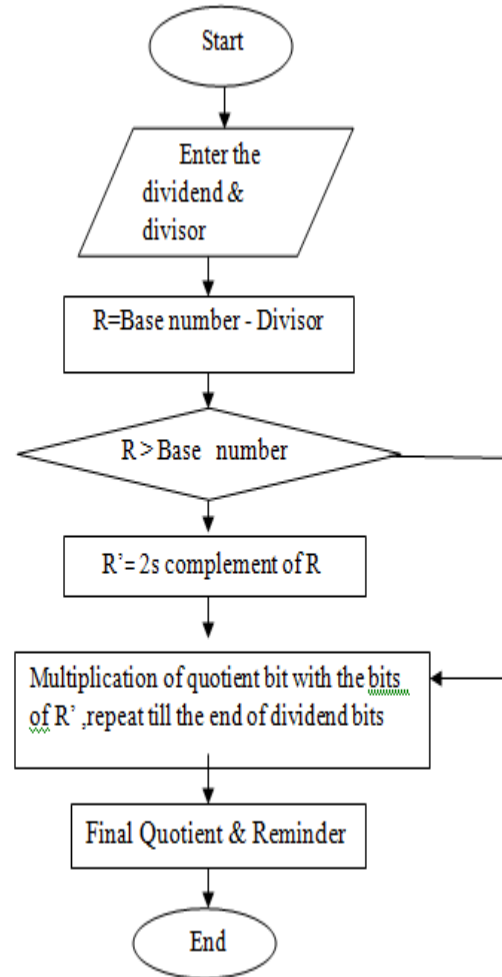 Start
Enter the
dividend &
divisor
R=Base number - Divisor
R > Base number
R’= 2s complement of R
Multiplication of quotient bit with the bits
of R’ ,repeat till the end of dividend bits
Final Quotient & Reminder
End